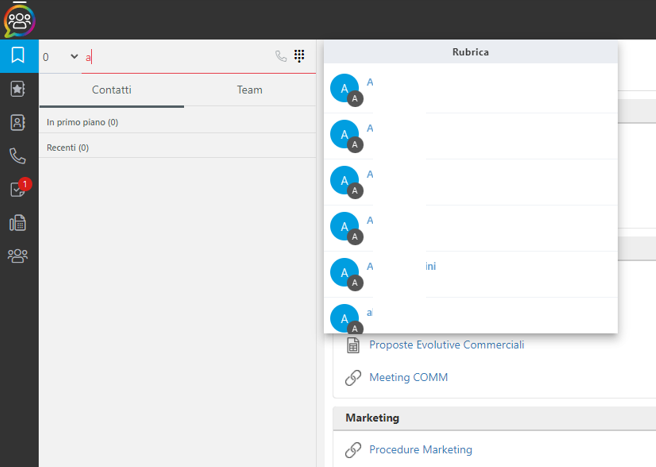 0 a
Rubrica
Contatti Team
In primo piano (0)
Recenti (0)
1
A A A
A A A
A A A
A A A
A A A ini
A A a
Proposte Evolutive Commerciali
Meeting COMM
Marketing
Procedure Marketing